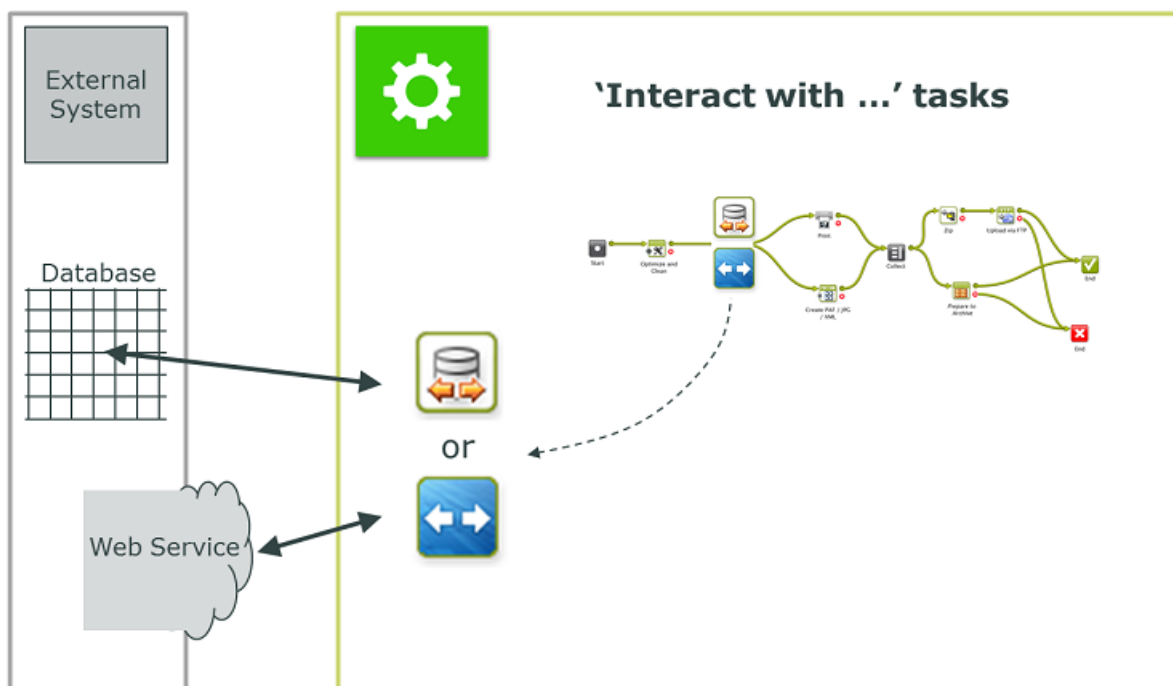 External
System
‘Interact with ...’ tasks
Database
or
Web Service
Start
Optimize and
Clean
Print
Create PAF / JPG
/ XML
Collect
Zip
Upload via FTP
Prepare to
Archive
End
End